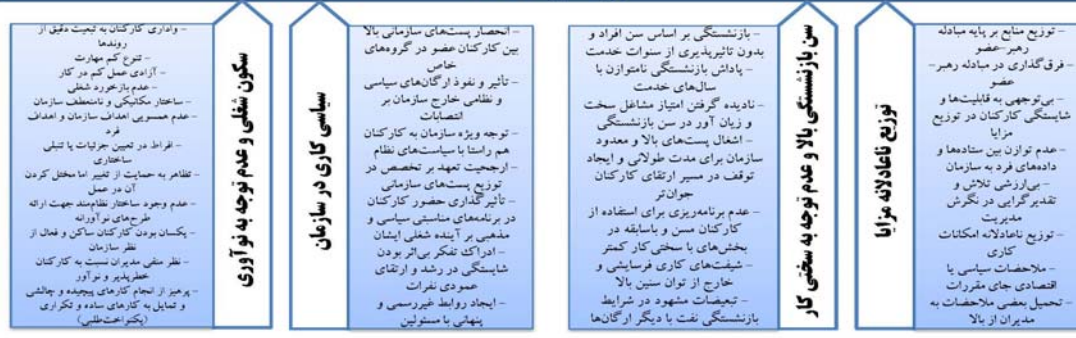 – توزیع منابع بر پایه مبادله
رهبر-عضو
– فرق‌گذاری در مبادله رهبر-
عضو
– بی‌توجهی به قابلیت‌ها و
شایستگی کارکنان در توزیع
مزایا
– عدم توازن بین ستاده‌ها و
داده‌های فرد به سازمان
– بی‌ارزشی تلاش و
تقدیرگرایی در نگرش
مدیریت
– توزیع ناعادلانه امکانات
کاری
– ملاحضات سیاسی یا
اقتصادی جای مقررات
– تحمیل بعضی ملاحضات به
مدیران از بالا
توزیع ناعادلانه مزایا
سن بازنشستگی بالا و عدم توجه به سختی کار
– بازنشستگی بر اساس سن افراد و
بدون تاثیرپذیری از سنوات خدمت
– پاداش بازنشستگی نامتوازن با
سال‌های خدمت
– نادیده گرفتن امتیاز مشاغل سخت
و زیان آور در سن بازنشستگی
– اشغال پست‌های بالا و معدود
سازمان برای مدت طولانی و ایجاد
توقف در مسیر ارتقای کارکنان
جوان‌تر
– عدم برنامه‌ریزی برای استفاده از
کارکنان مسن و باسابقه در
بخش‌های با سختی‌کار کمتر
– شیفت‌های کاری فرسایشی و
خارج از توان سنین بالا
– تبعیضات مشهود در شرایط
بازنشستگی نفت با دیگر ارگان‌ها
– انحصار پست‌های سازمانی بالا
بین کارکنان عضو در گروه‌های
خاص
– تأثیر و نفوذ ارگان‌های سیاسی
و نظامی خارج سازمان بر
انتصابات
– توجه ویژه سازمان به کارکنان
هم راستا با سیاست‌های نظام
– ارجحیت تعهد بر تخصص در
توزیع پست‌های سازمانی
– تأثیرگذاری حضور کارکنان
در برنامه‌های مناسبتی سیاسی و
مذهبی بر آینده شغلی ایشان
– ادراک تفکر بی‌اثر بودن
شایستگی در رشد و ارتقای
عمودی نفرات
– ایجاد روابط غیررسمی و
پنهانی با مسئولین
سیاسی کاری در سازمان
سکون شغلی و عدم توجه به نوآوری
– واداری کارکنان به تبعیت دقیق از
روندها
– تنوع کم مهارت
– آزادی عمل کم در کار
– عدم بازخورد شغلی
– ساختار مکانیکی و نامنعطف سازمان
– عدم همسویی اهداف سازمان و اهداف
فرد
– افراط در تعیین جزئیات یا تنبلی
ساختاری
– تظاهر به حمایت از تغییر اما مختل کردن
آن در عمل
– عدم وجود ساختار نظام‌مند جهت ارائه
طرح‌های نوآورانه
– یکسان بودن کارکنان ساکن و فعال از
نظر سازمان
– نظر منفی مدیران نسبت به کارکنان
خطرپذیر و نوآور
– پرهیز از انجام کارهای پیچیده و چالشی
و تمایل به کارهای ساده و تکراری
(یکنواخت‌طلبی)